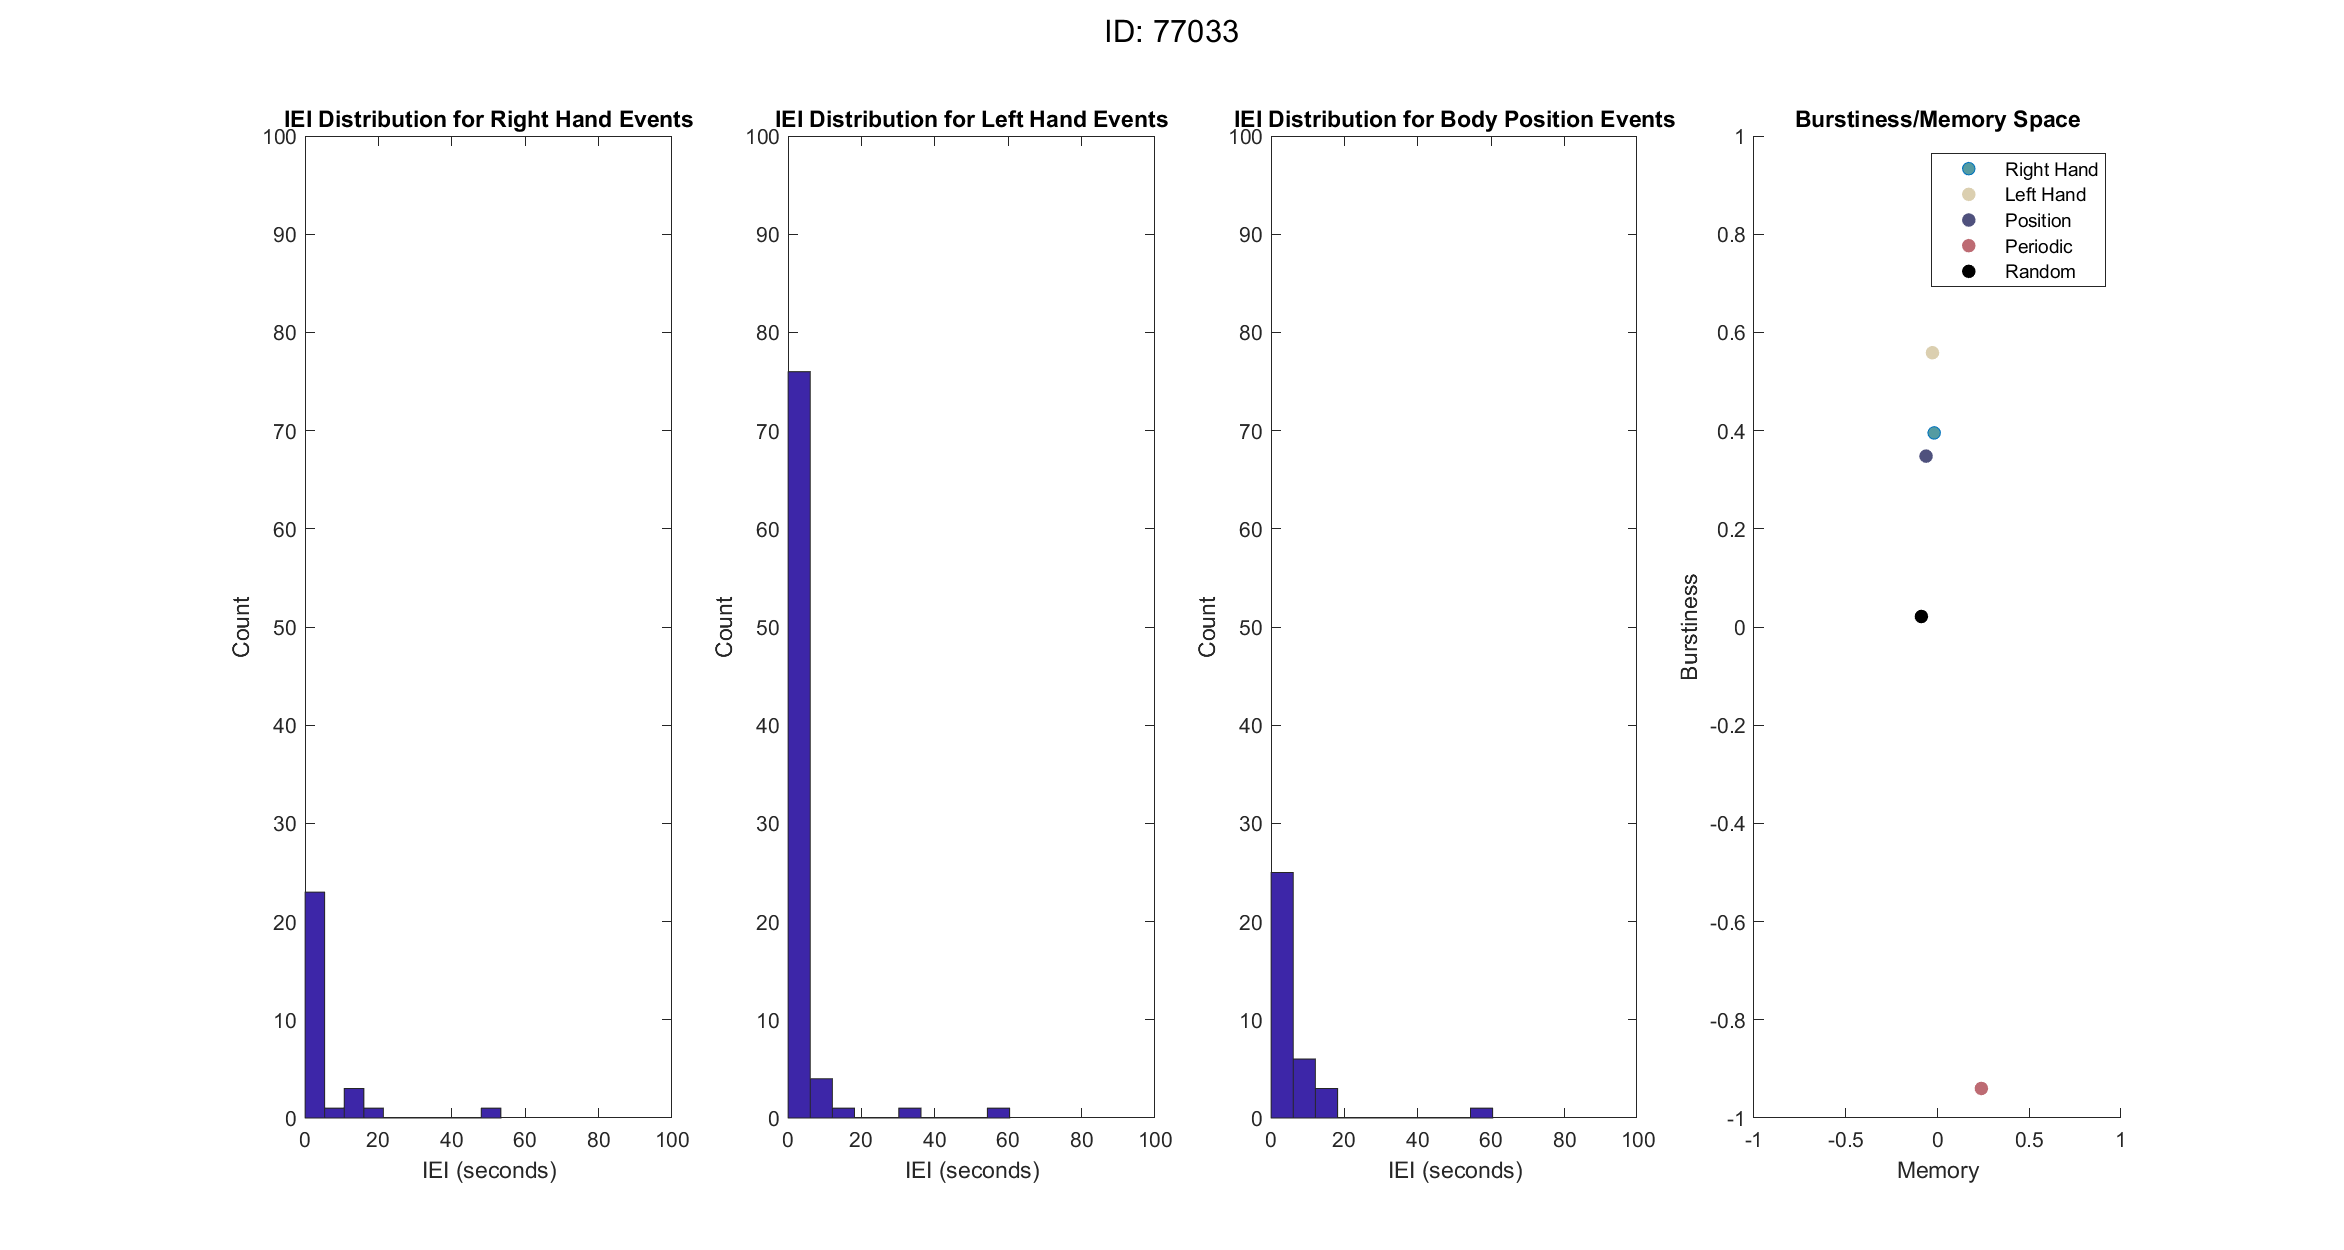 ID: 77033
IEI Distribution for Right Hand Events
100
90
80
70
60
50
40
30
20
10
0
Count
0 20 40 60 80 100
IEI (seconds)
IEI Distribution for Left Hand Events
100
90
80
70
60
50
40
30
20
10
0
Count
0 20 40 60 80 100
IEI (seconds)
IEI Distribution for Body Position Events
100
90
80
70
60
50
40
30
20
10
0
Count
0 20 40 60 80 100
IEI (seconds)
Burstiness/Memory Space
1
0.8
0.6
0.4
0.2
0
-0.2
-0.4
-0.6
-0.8
-1
Burstiness
Right Hand
Left Hand
Position
Periodic
Random
-1 -0.5 0 0.5 1
Memory